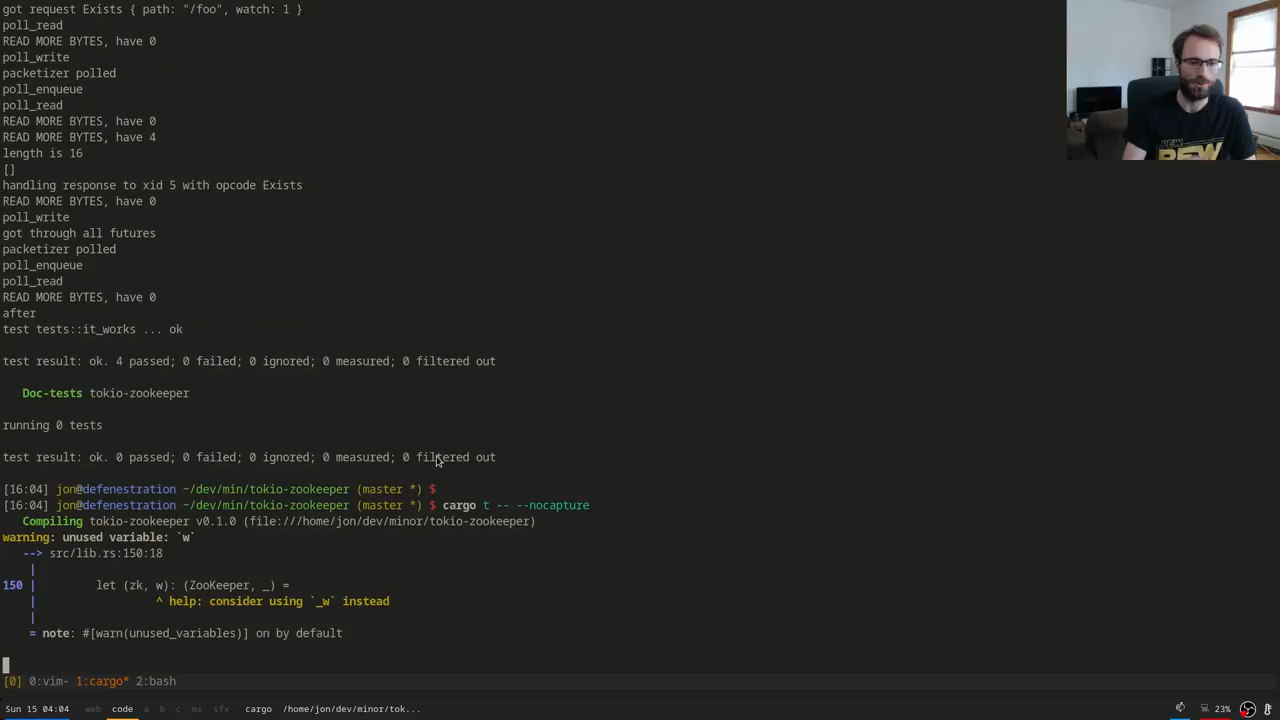 got request Exists { path: "/foo", watch: 1 }
poll_read
READ MORE BYTES, have 0
poll_write
packetizer polled
poll_enqueue
poll_read
READ MORE BYTES, have 0
READ MORE BYTES, have 4
length is 16
[]
handling response to xid 5 with opcode Exists
READ MORE BYTES, have 0
poll_write
got through all futures
packetizer polled
poll_enqueue
poll_read
READ MORE BYTES, have 0
after
test tests::it_works ... ok
test result: ok. 4 passed; 0 failed; 0 ignored; 0 measured; 0 filtered out
Doc-tests tokio-zookeeper
running 0 tests
test result: ok. 0 passed; 0 failed; 0 ignored; 0 measured; 0 filtered out
[16:04] jon@defenestration ~/dev/min/tokio-zookeeper (master *) $
[16:04] jon@defenestration ~/dev/min/tokio-zookeeper (master *) $ cargo t -- --nocapture
Compiling tokio-zookeeper v0.1.0 (file:///home/jon/dev/minor/tokio-zookeeper)
warning: unused variable: `w`
--> src/lib.rs:150:18
|
150 | let (zk, w): (ZooKeeper, _) =
| ^ help: consider using `_w` instead
|
= note: #[warn(unused_variables)] on by default
[0] 0:vim- 1:cargo* 2:bash
Sun 15 04:04 web code a b c mx sfx cargo /home/jon/dev/minor/tok... 23%
PEW
PEW